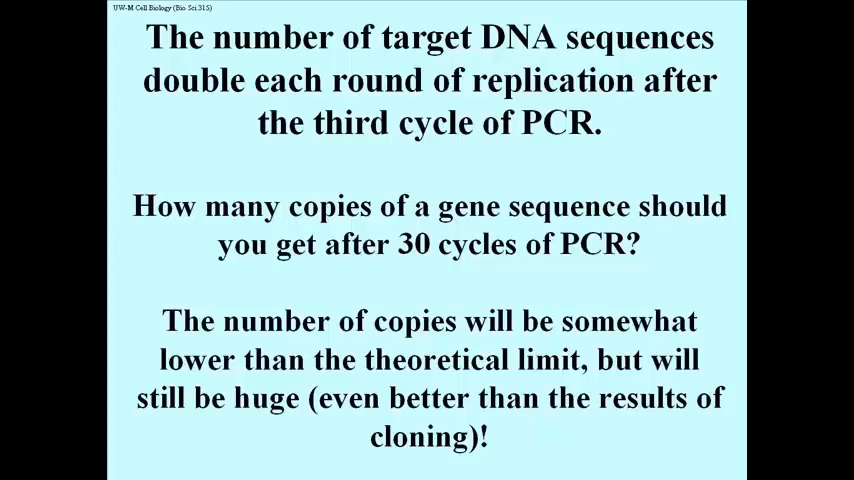 UW-M Cell Biology (Bio Sci 315)
The number of target DNA sequences
double each round of replication after
the third cycle of PCR.
How many copies of a gene sequence should
you get after 30 cycles of PCR?
The number of copies will be somewhat
lower than the theoretical limit, but will
still be huge (even better than the results of
cloning)!